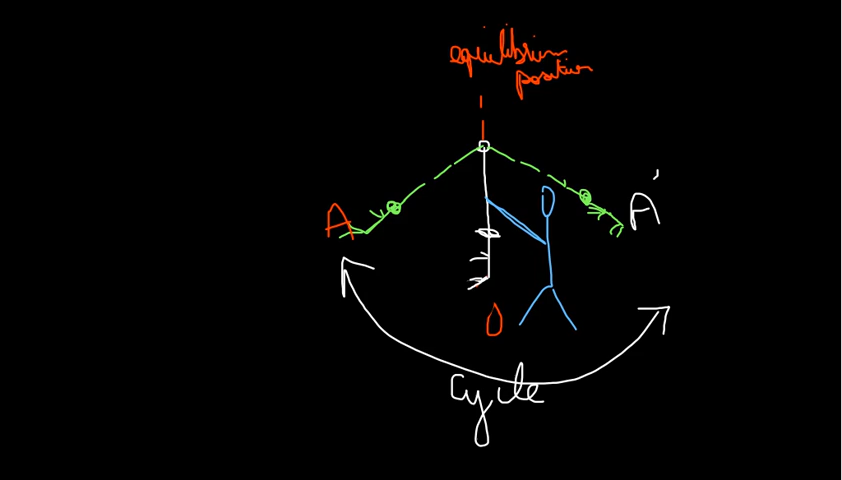 equilibrium
position
A
A'
O
cycle